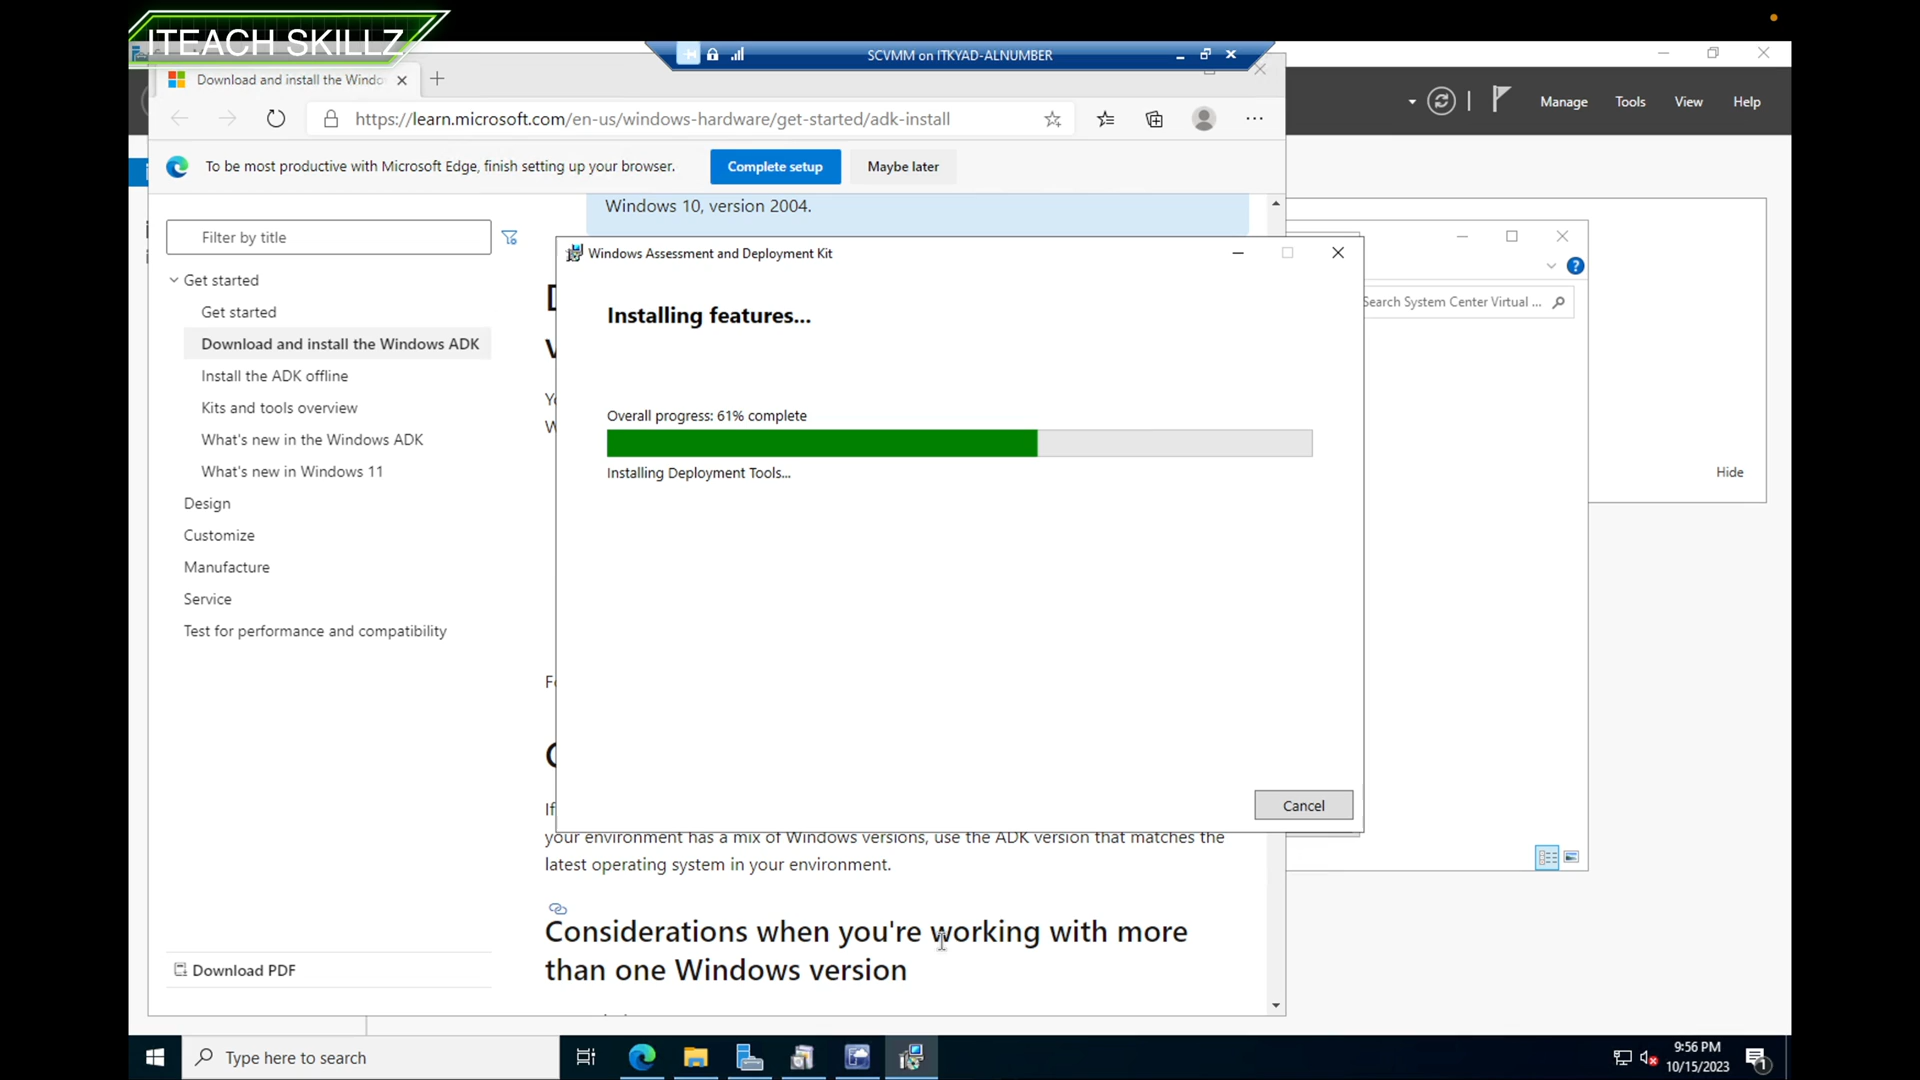 ITEACH SKILLZ
SCVMM on ITKYAD-ALNUMBER
Download and install the Windo
https://learn.microsoft.com/en-us/windows-hardware/get-started/adk-install
Manage Tools View Help
To be most productive with Microsoft Edge, finish setting up your browser. Complete setup Maybe later
Windows 10, version 2004.
Filter by title
Get started
Get started
Download and install the Windows ADK
Install the ADK offline
Kits and tools overview
What's new in the Windows ADK
What's new in Windows 11
Design
Customize
Manufacture
Service
Test for performance and compatibility
Download PDF
Windows Assessment and Deployment Kit
Installing features...
Overall progress: 61% complete
Installing Deployment Tools...
Cancel
Search System Center Virtual ...
Hide
your environment has a mix of Windows versions, use the ADK version that matches the
latest operating system in your environment.
Considerations when you're working with more
than one Windows version
Type here to search
9:56 PM
10/15/2023
1